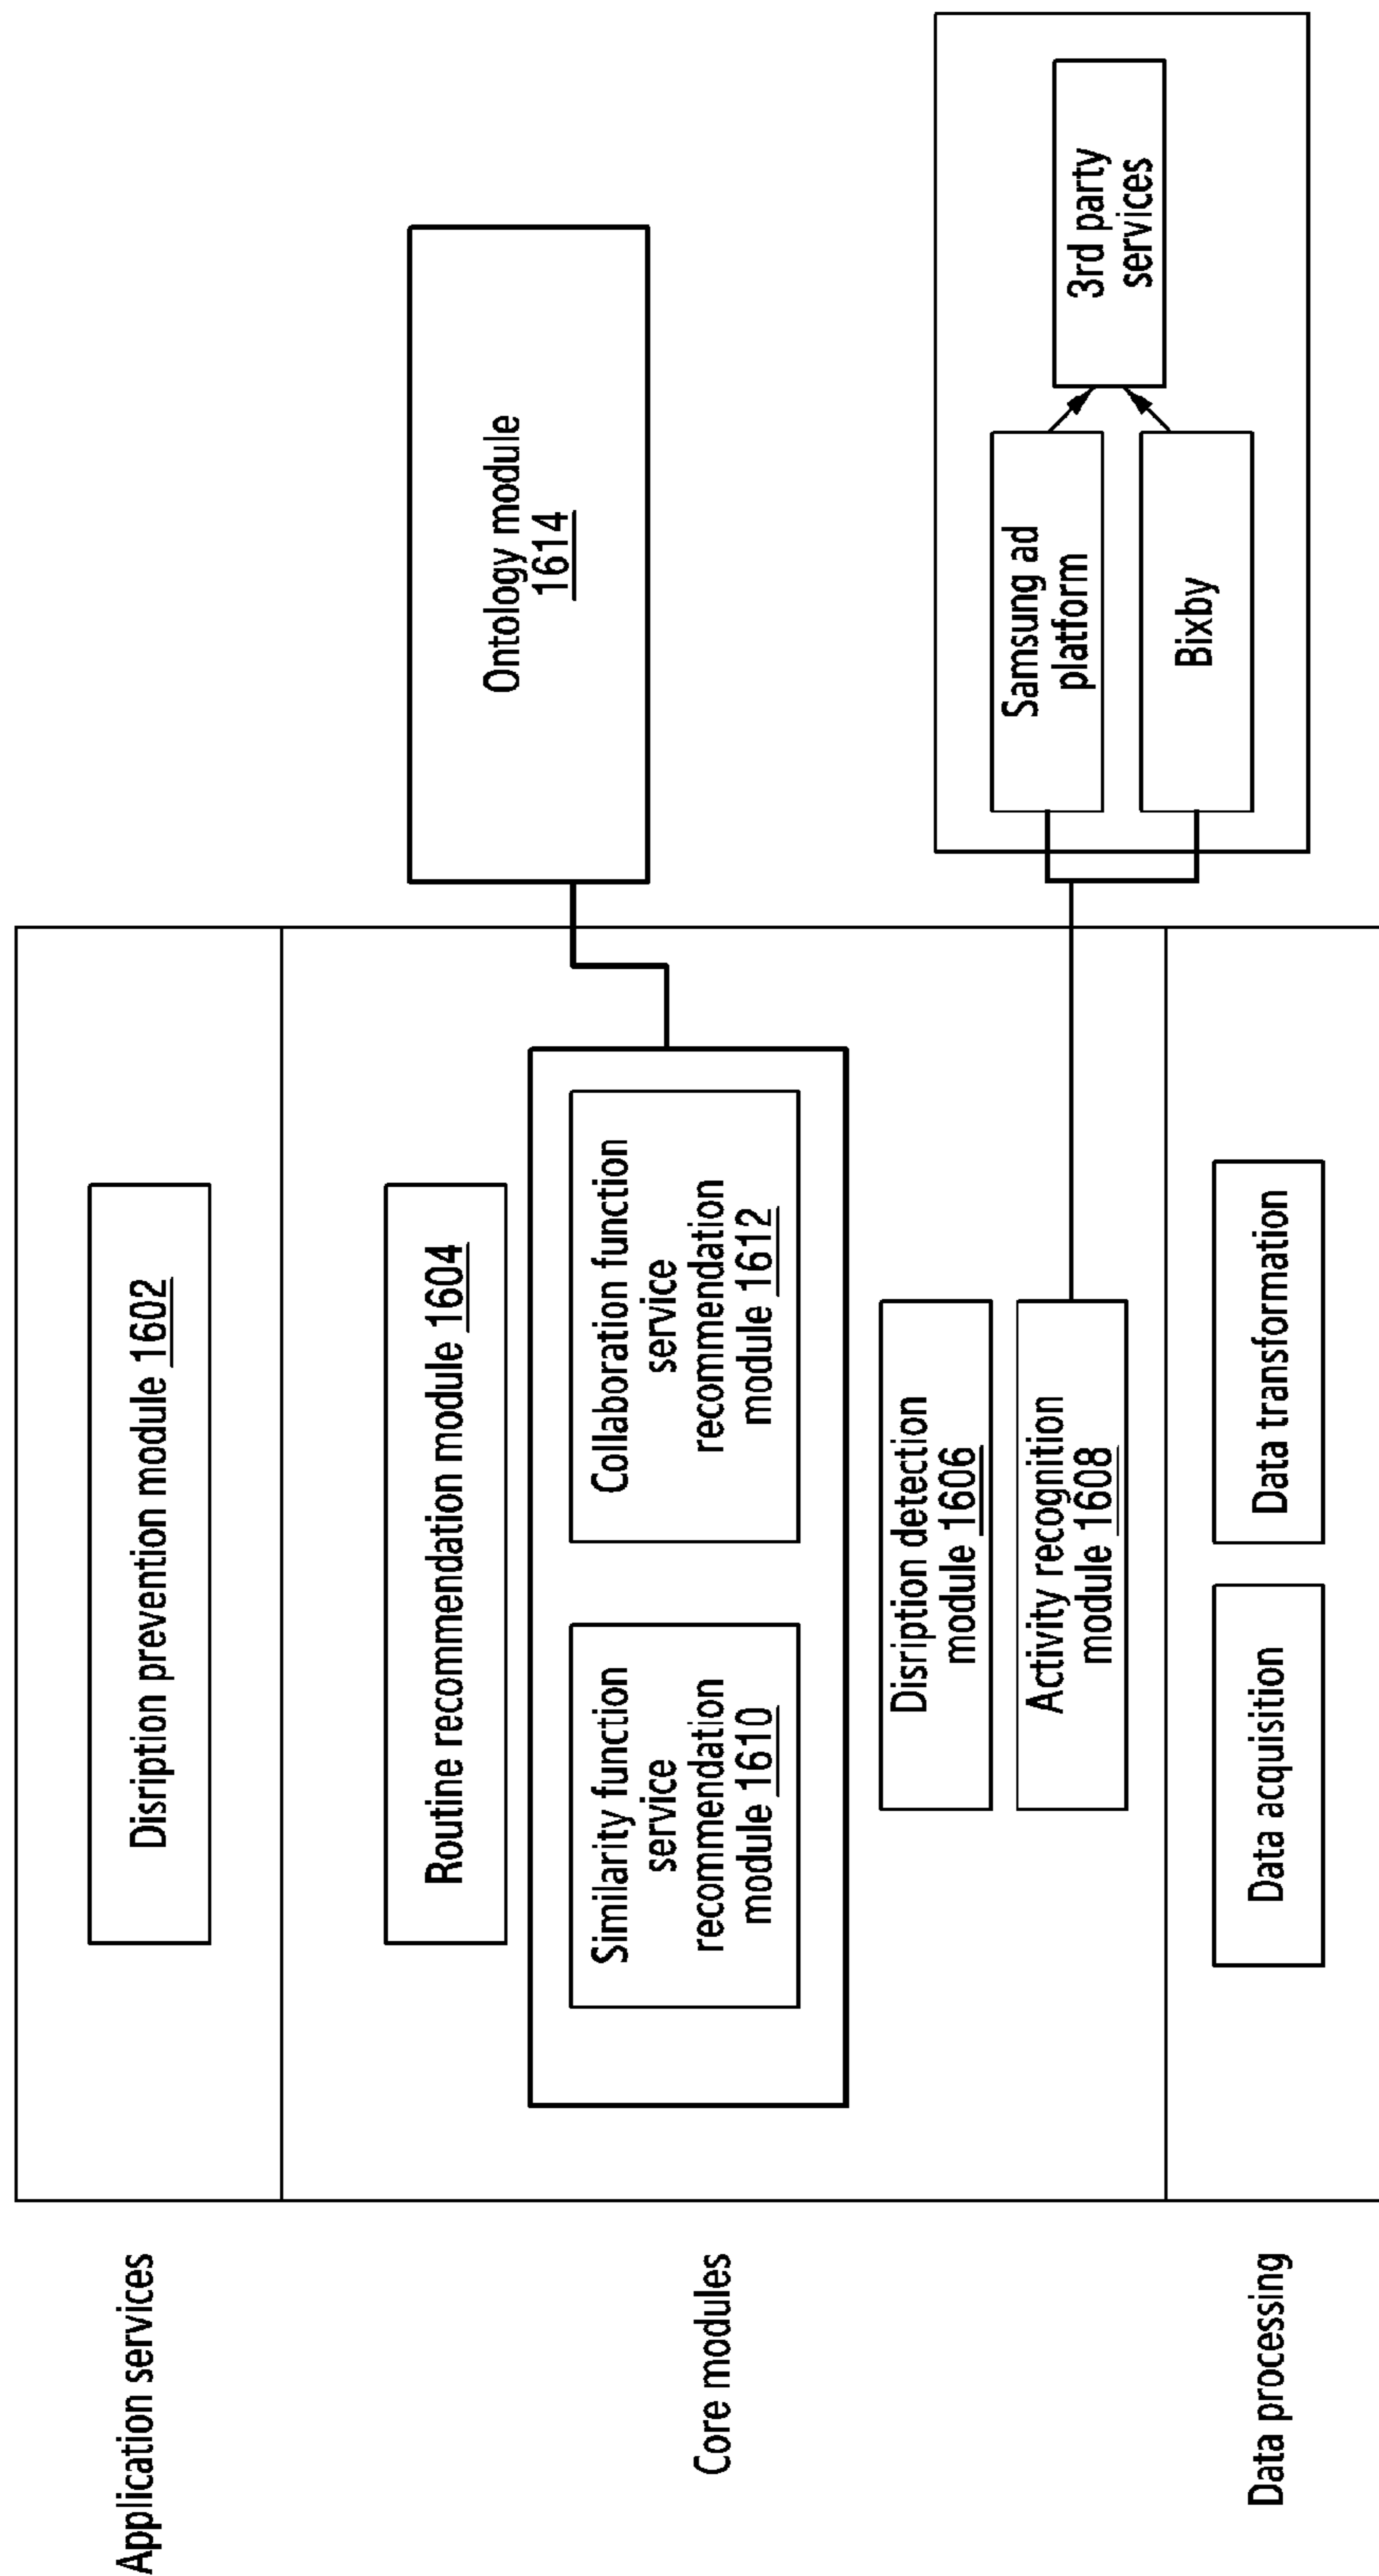 Application services
Disription prevention module 1602
Core modules
Routine recommendation module 1604
Similarity function
service
recommendation
module 1610
Collaboration function
service
recommendation
module 1612
Ontology module
1614
Disription detection
module 1606
Activity recognition
module 1608
Samsung ad
platform
Bixby
3rd party
services
Data processing
Data acquisition
Data transformation